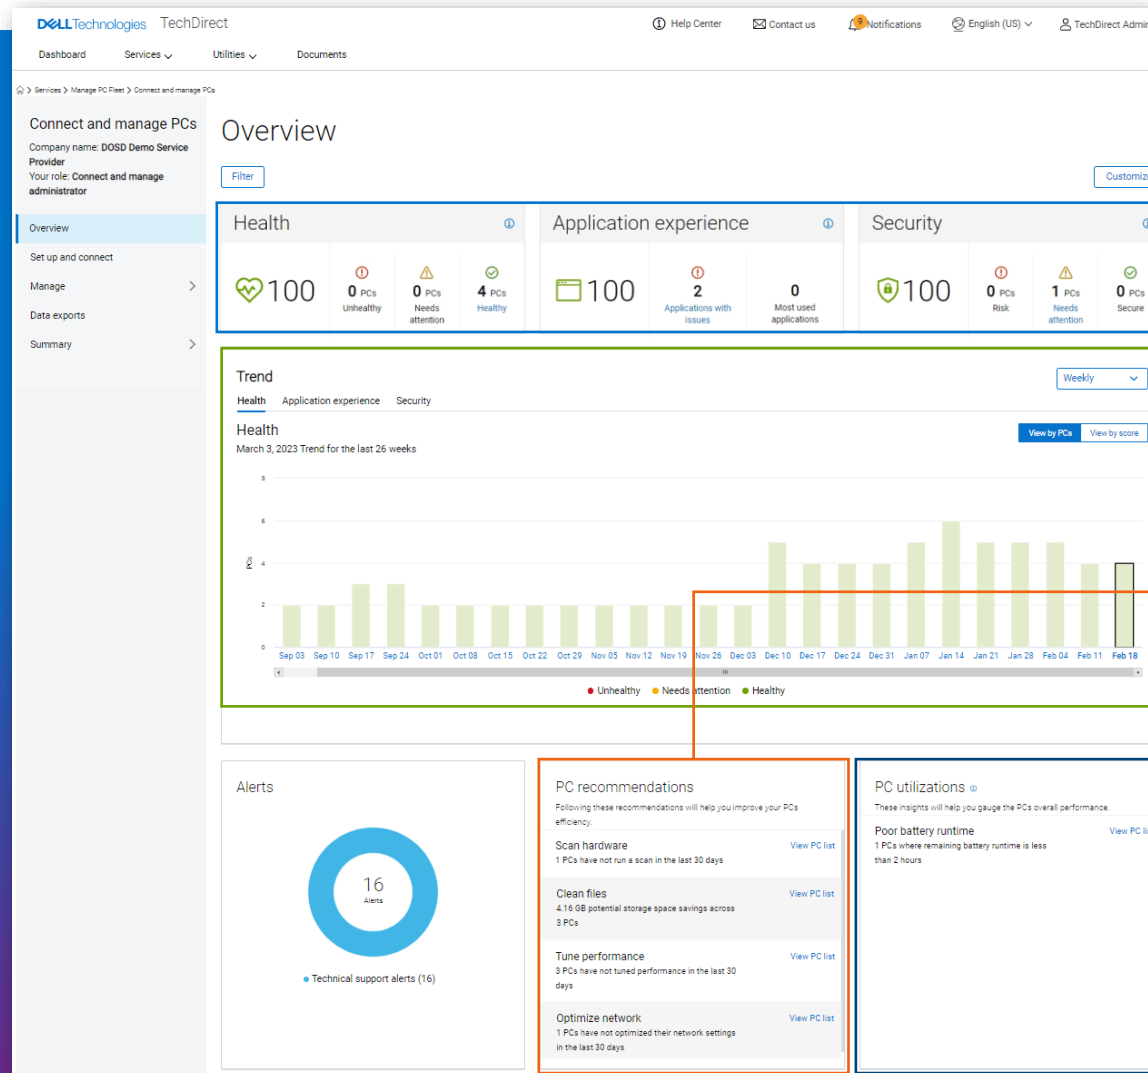 DELLTechnologies TechDirect
Help Center
Contact us
9
Notifications
English (US)
TechDirect Admin
Dashboard
Services
Utilities
Documents
Services > Manage PC Fleet > Connect and manage PCs
Connect and manage PCs
Company name: DOSD Demo Service
Provider
Your role: Connect and manage
administrator
Overview
Set up and connect
Manage
Data exports
Summary
Overview
Filter
Customize
Health
100
0 PCs
Unhealthy
0 PCs
Needs
attention
4 PCs
Healthy
Application experience
100
2
Applications with
issues
0
Most used
applications
Security
100
0 PCs
Risk
1 PCs
Needs
attention
0 PCs
Secure
Trend
Weekly
Health Application experience Security
Health
View by PCs View by score
March 3, 2023 Trend for the last 26 weeks
8
6
PCs
4
2
0
Sep 03 Sep 10 Sep 17 Sep 24 Oct 01 Oct 08 Oct 15 Oct 22 Oct 29 Nov 05 Nov 12 Nov 19 Nov 26 Dec 03 Dec 10 Dec 17 Dec 24 Dec 31 Jan 07 Jan 14 Jan 21 Jan 28 Feb 04 Feb 11 Feb 18
Unhealthy Needs attention Healthy
Alerts
16
Alerts
Technical support alerts (16)
PC recommendations
Following these recommendations will help you improve your PCs
efficiency.
Scan hardware
View PC list
1 PCs have not run a scan in the last 30 days
Clean files
View PC list
4.16 GB potential storage space savings across
3 PCs
Tune performance
View PC list
3 PCs have not tuned performance in the last 30
days
Optimize network
View PC list
1 PCs have not optimized their network settings
in the last 30 days
PC utilizations
These insights will help you gauge the PCs overall performance.
Poor battery runtime
View PC li
1 PCs where remaining battery runtime is less
than 2 hours